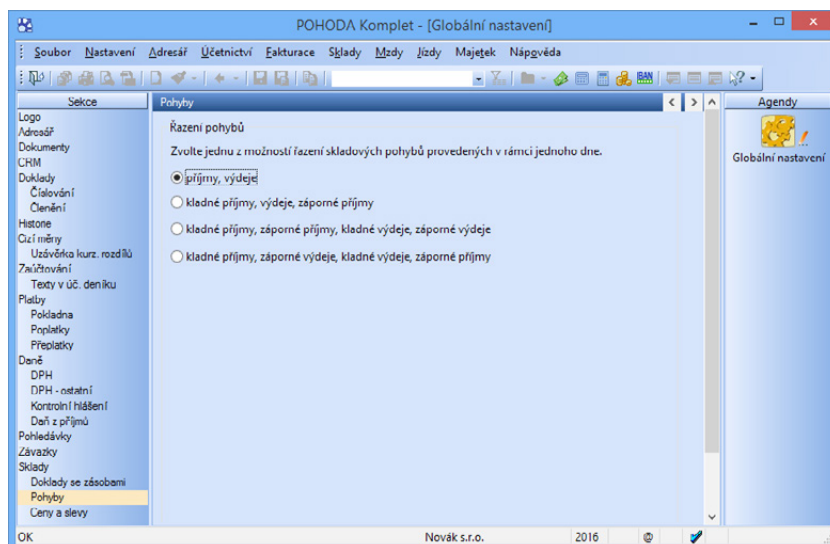 POHODA Komplet - [Globální nastavení]
Soubor Nastavení Adresář Účetnictví Fakturace Sklady Mzdy Jízdy Majetek Nápověda
IBAN
Sekce
Logo
Adresář
Dokumenty
CRM
Doklady
Číslování
Členění
Historie
Cizí měny
Uzávěrka kurz. rozdílů
Zaúčtování
Texty v úč. deníku
Platby
Pokladna
Poplatky
Přeplatky
Daně
DPH
DPH - ostatní
Kontrolní hlášení
Daň z příjmů
Pohledávky
Závazky
Sklady
Doklady se zásobami
Pohyby
Ceny a slevy
Pohyby
Řazení pohybů
Zvolte jednu z možností řazení skladových pohybů provedených v rámci jednoho dne.
příjmy, výdeje
kladné příjmy, výdeje, záporné příjmy
kladné příjmy, záporné příjmy, kladné výdeje, záporné výdeje
kladné příjmy, záporné výdeje, kladné výdeje, záporné příjmy
Agendy
Globální nastavení
OK Novák s.r.o. 2016 @